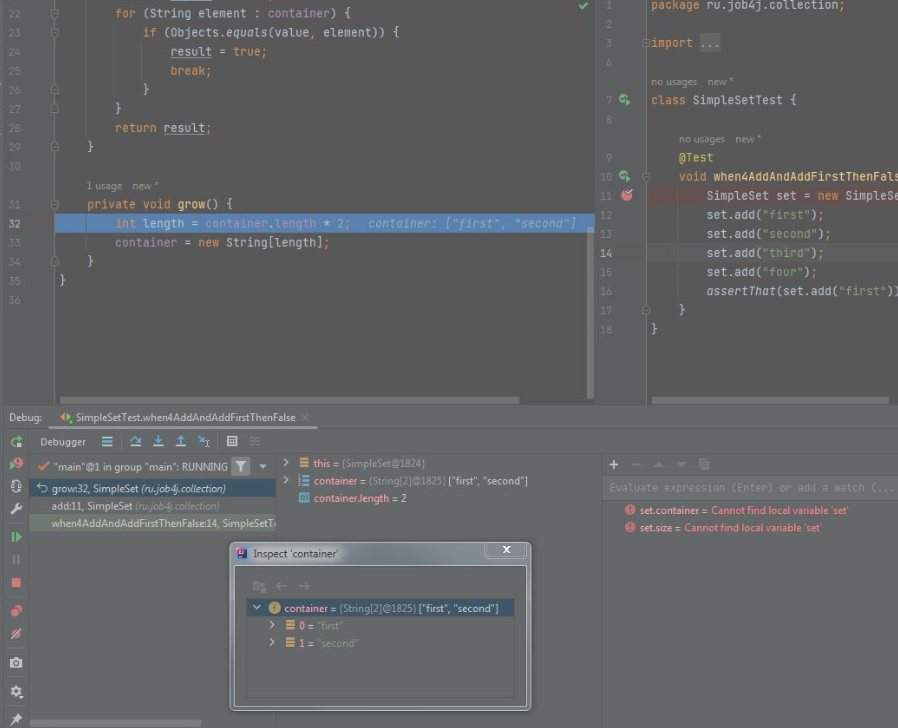 22 for (String element : container) {
23 if (Objects.equals(value, element)) {
24 result = true;
25 break;
26 }
27 }
28 return result;
29 }
30
1 usage new *
31 private void grow() {
32 int length = container.length * 2; container: ["first", "second"]
33 container = new String[length];
34 }
35 }
36
1 package ru.job4j.collection;
2
3 import ...
6
no usages new *
7 class SimpleSetTest {
8
no usages new *
9 @Test
10 void when4AddAndAddFirstThenFals
11 SimpleSet set = new SimpleSe
12 set.add("first");
13 set.add("second");
14 set.add("third");
15 set.add("four");
16 assertThat(set.add("first"))
17 }
18 }
Debug: SimpleSetTest.when4AddAndAddFirstThenFalse
Debugger
"main"@1 in group "main": RUNNING
grow:32, SimpleSet (ru.job4j.collection)
add:11, SimpleSet (ru.job4j.collection)
when4AddAndAddFirstThenFalse:14, SimpleSetT
this = {SimpleSet@1824}
container = {String[2]@1825} ["first", "second"]
container.length = 2
Evaluate expression (Enter) or add a watch (...
set.container = Cannot find local variable 'set'
set.size = Cannot find local variable 'set'
Inspect 'container'
container = {String[2]@1825} ["first", "second"]
0 = "first"
1 = "second"